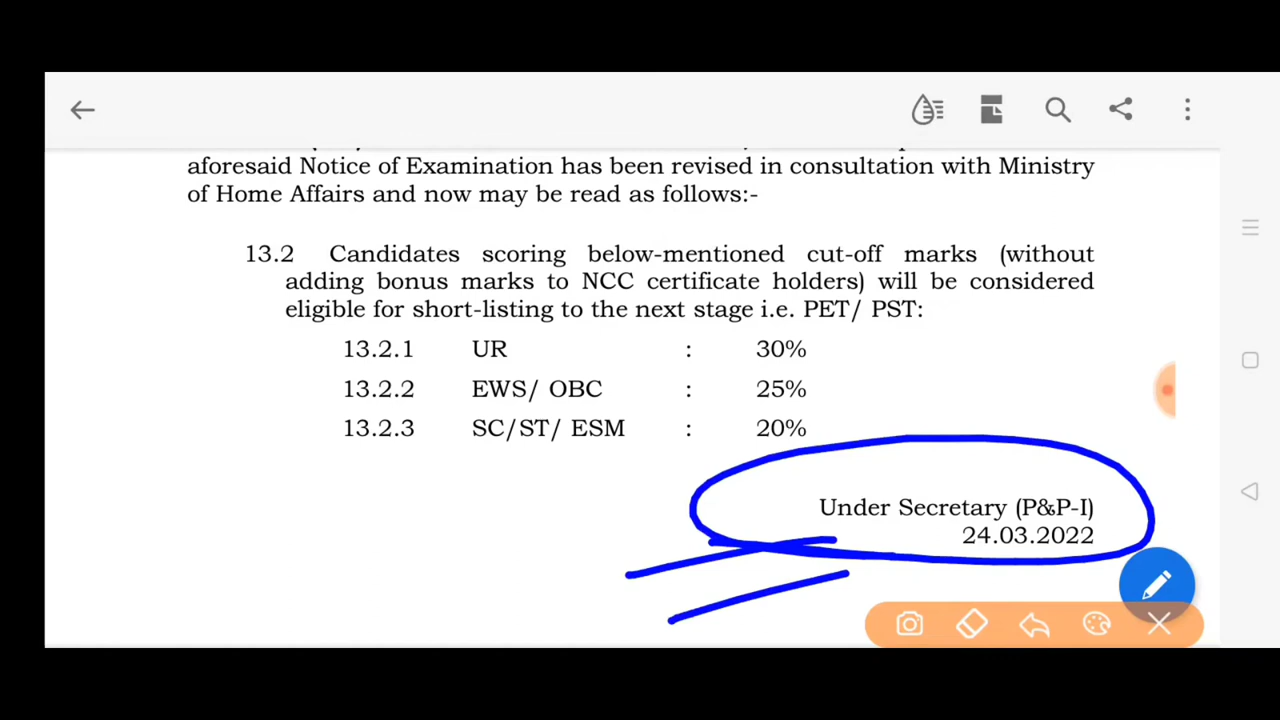 aforesaid Notice of Examination has been revised in consultation with Ministry
of Home Affairs and now may be read as follows:-
13.2 Candidates scoring below-mentioned cut-off marks (without
adding bonus marks to NCC certificate holders) will be considered
eligible for short-listing to the next stage i.e. PET/ PST:
13.2.1 UR : 30%
13.2.2 EWS/ OBC : 25%
13.2.3 SC/ST/ ESM : 20%
Under Secretary (P&P-I)
24.03.2022